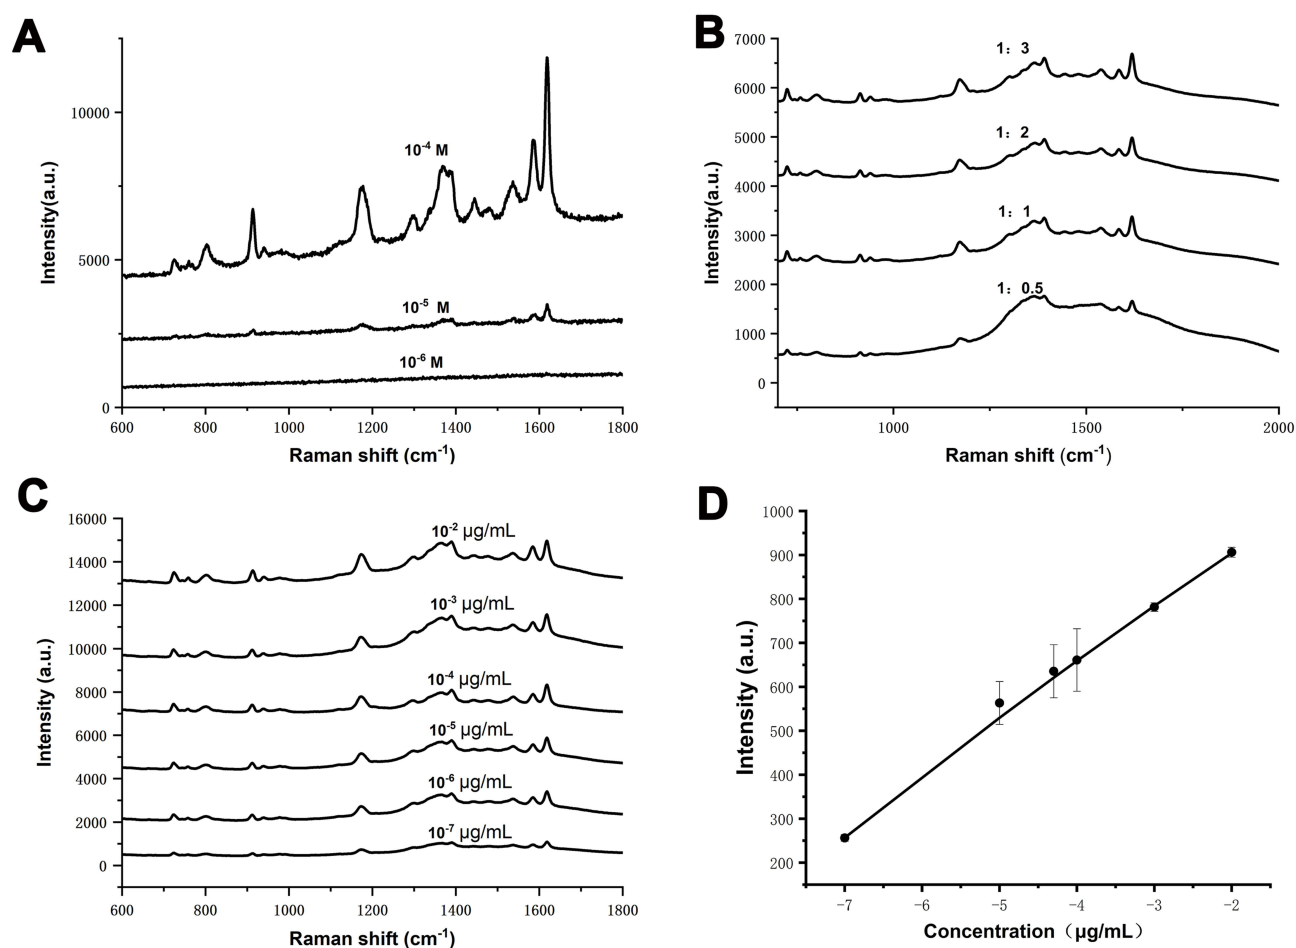 A
Intensity(a.u.)
10000
5000
0
10⁻⁴ M
10⁻⁵ M
10⁻⁶ M
600 800 1000 1200 1400 1600 1800
Raman shift (cm⁻¹)
B
Intensity(a.u.)
7000
6000
5000
4000
3000
2000
1000
0
1：3
1：2
1：1
1：0.5
1000 1500 2000
Raman shift（cm⁻¹)
C
Intensity (a.u.)
16000
14000
12000
10000
8000
6000
4000
2000
0
10⁻² µg/mL
10⁻³ µg/mL
10⁻⁴ µg/mL
10⁻⁵ µg/mL
10⁻⁶ µg/mL
10⁻⁷ µg/mL
600 800 1000 1200 1400 1600 1800
Raman shift (cm⁻¹)
D
Intensity (a.u.)
1000
900
800
700
600
500
400
300
200
-7 -6 -5 -4 -3 -2
Concentration（µg/mL）